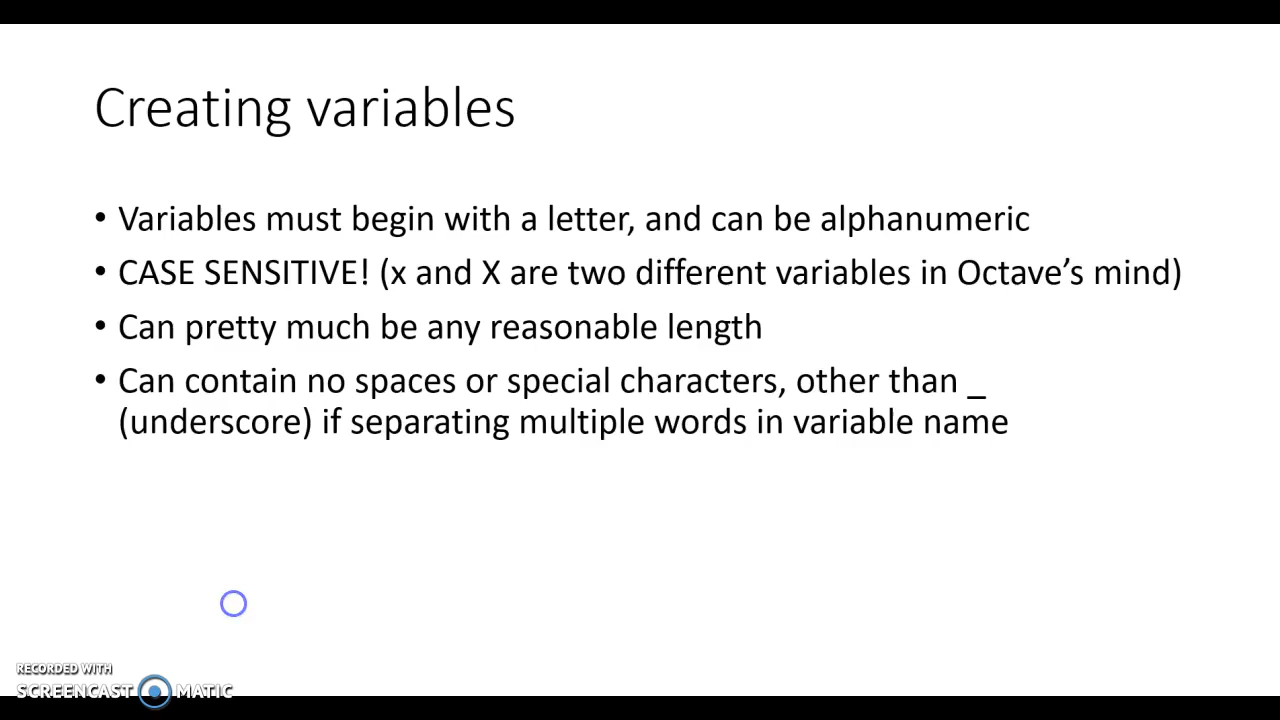 Creating variables
• Variables must begin with a letter, and can be alphanumeric
• CASE SENSITIVE! (x and X are two different variables in Octave’s mind)
• Can pretty much be any reasonable length
• Can contain no spaces or special characters, other than _
(underscore) if separating multiple words in variable name
RECORDED WITH
SCREENCAST MATIC